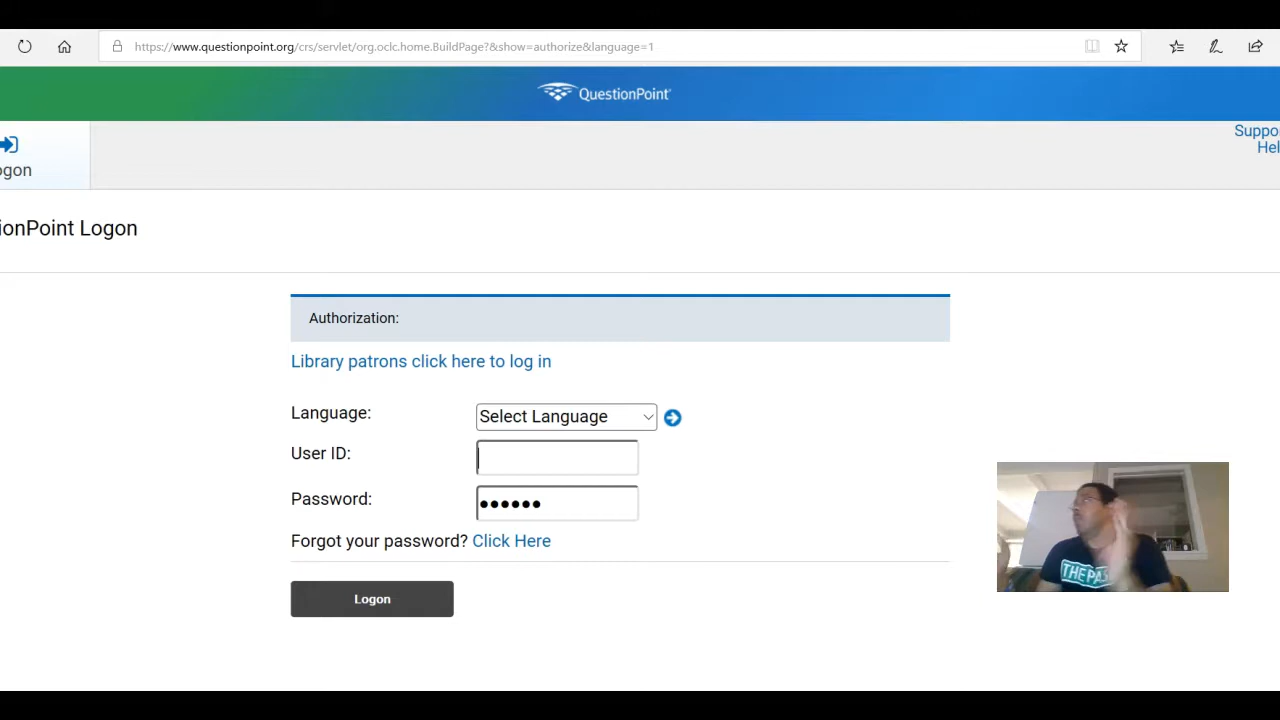 https://www.questionpoint.org/crs/servlet/org.oclc.home.BuildPage?&show=authorize&language=1
QuestionPoint
Suppo
Hel
ogon
ionPoint Logon
Authorization:
Library patrons click here to log in
Language: Select Language
User ID:
Password: ●●●●●●
Forgot your password? Click Here
Logon
THE PA